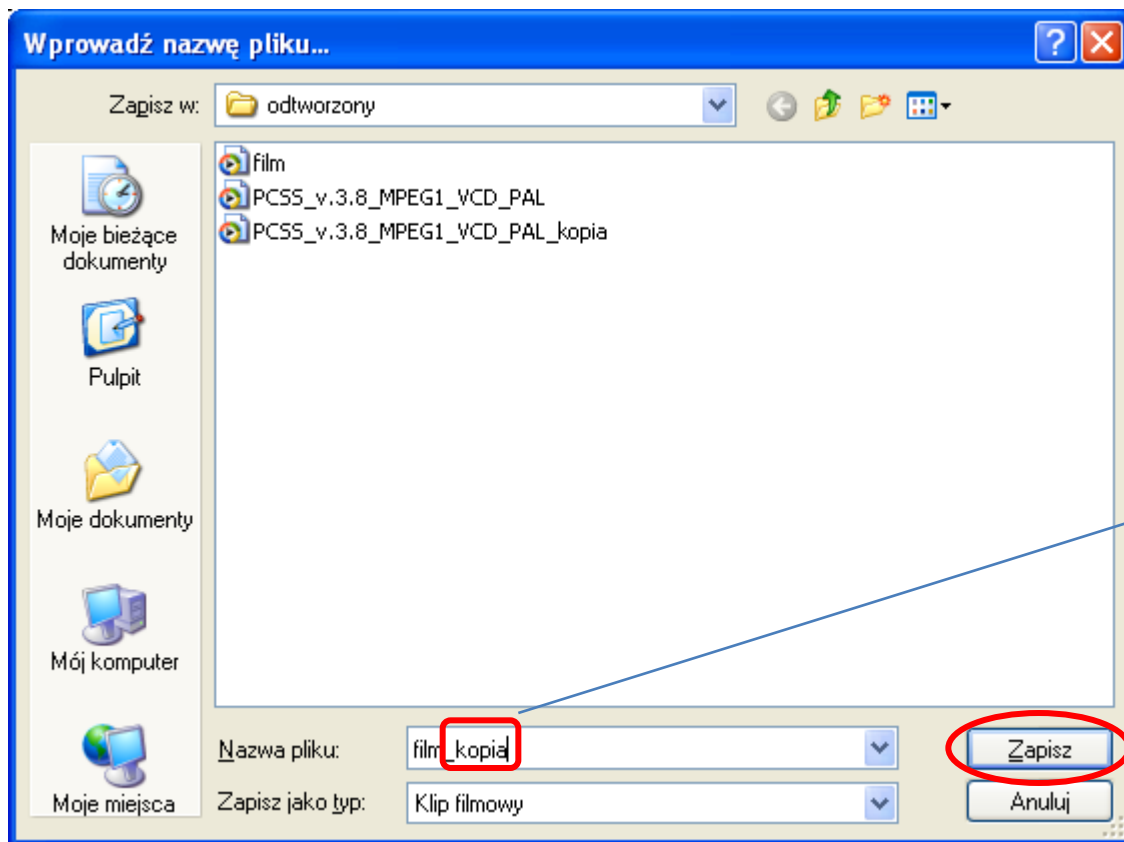 Wprowadź nazwę pliku...
Zapisz w: odtworzony
film
PCSS_v.3.8_MPEG1_VCD_PAL
PCSS_v.3.8_MPEG1_VCD_PAL_kopia
Moje bieżące
dokumenty
Pulpit
Moje dokumenty
Mój komputer
Moje miejsca
Nazwa pliku: film_kopia Zapisz
Zapisz jako typ: Klip filmowy Anuluj